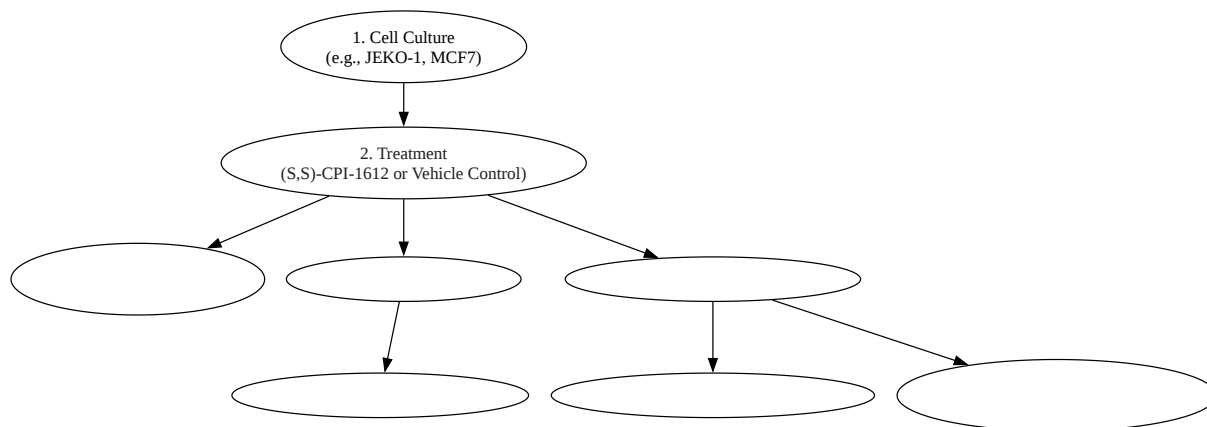 1. Cell Culture
(e.g., JEKO-1, MCF7)
2. Treatment
(S,S)-CPI-1612 or Vehicle Control)